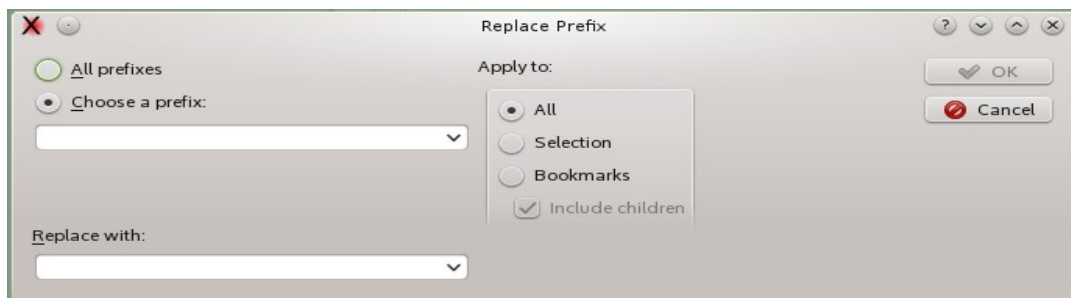 Replace Prefix
All prefixes
Choose a prefix:
Replace with:
Apply to:
All
Selection
Bookmarks
Include children
OK
Cancel